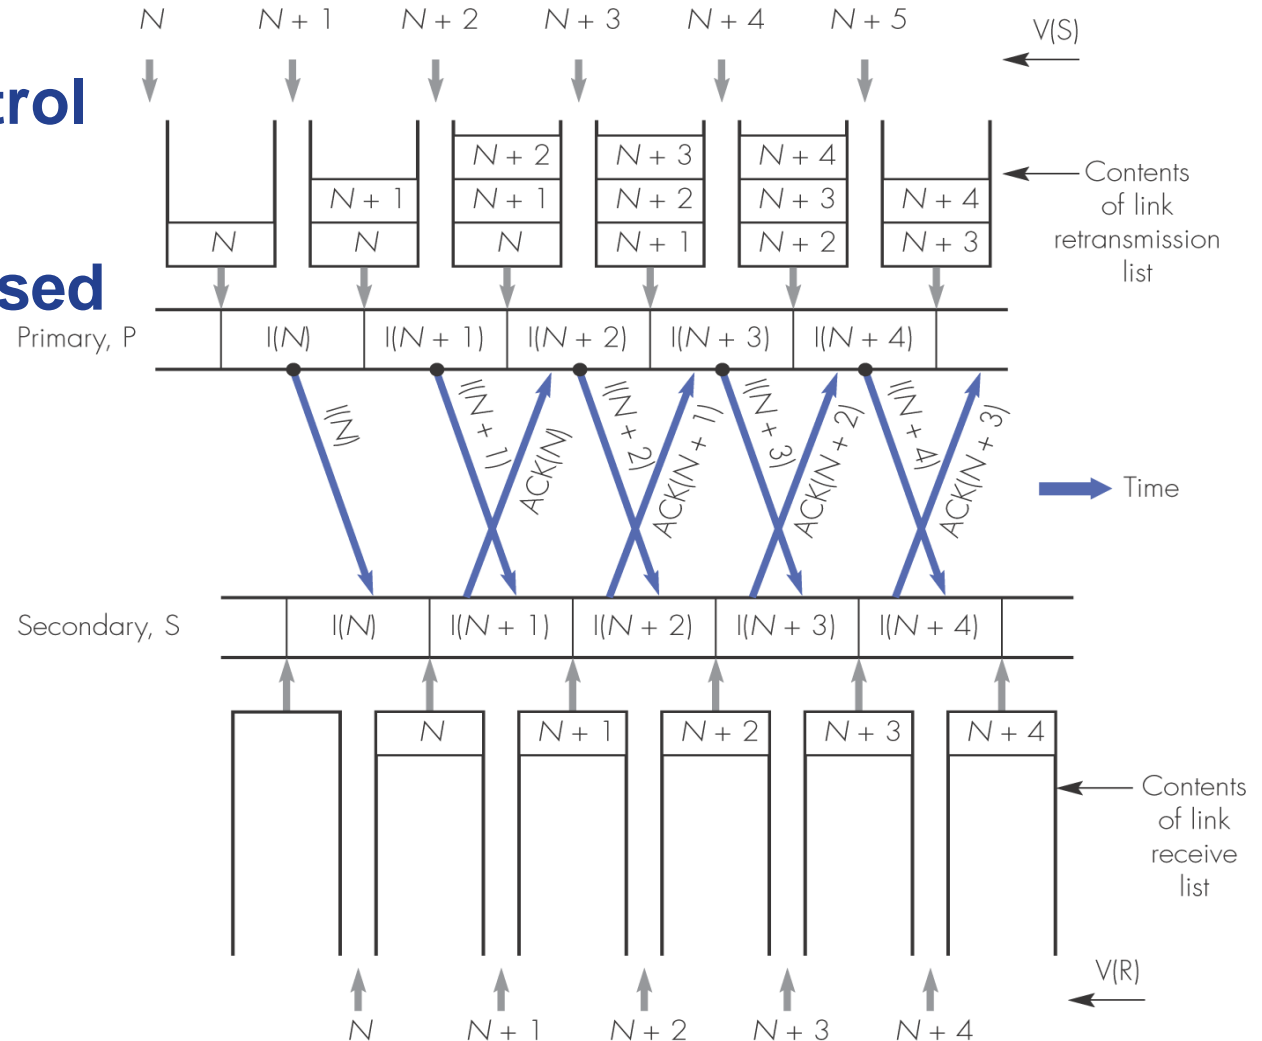 N N + 1 N + 2 N + 3 N + 4 N + 5
V(S)
trol
N + 2 N + 3 N + 4
N + 1 N + 1 N + 2 N + 3 N + 4
N N N N + 1 N + 2 N + 3
Contents
of link
retransmission
list
sed
Primary, P I(N) I(N + 1) I(N + 2) I(N + 3) I(N + 4)
I(N) I(N + 1) ACK(N) I(N + 2) ACK(N + 1) I(N + 3) ACK(N + 2) I(N + 4) ACK(N + 3)
Time
Secondary, S I(N) I(N + 1) I(N + 2) I(N + 3) I(N + 4)
N N + 1 N + 2 N + 3 N + 4
Contents
of link
receive
list
V(R)
N N + 1 N + 2 N + 3 N + 4